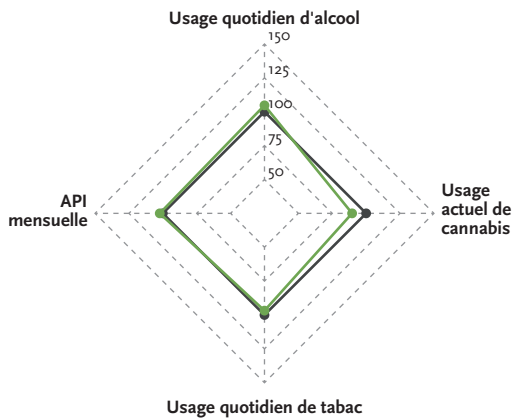 Usage quotidien d'alcool
150
125
100
75
50
API
mensuelle
Usage
actuel de
cannabis
Usage quotidien de tabac